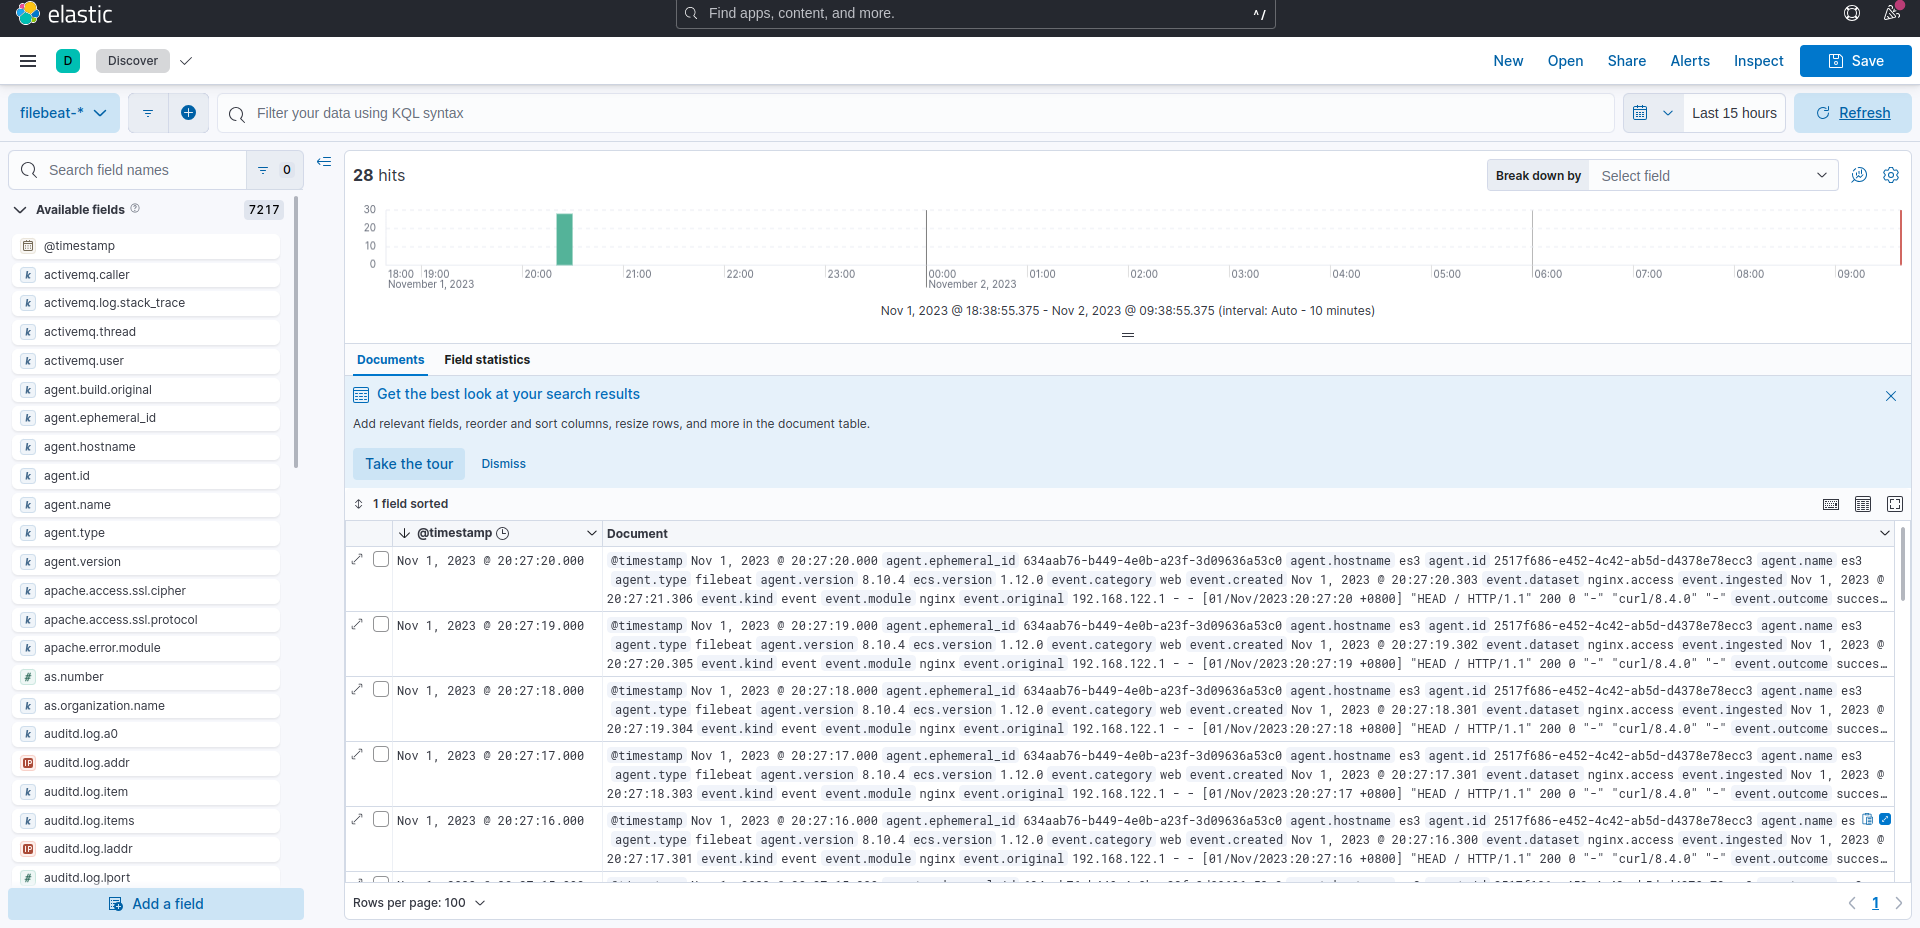 elastic
Find apps, content, and more.
^/
D
Discover
New
Open
Share
Alerts
Inspect
Save
filebeat-*
Filter your data using KQL syntax
Last 15 hours
Refresh
Search field names
0
Available fields
7217
@timestamp
activemq.caller
activemq.log.stack_trace
activemq.thread
activemq.user
agent.build.original
agent.ephemeral_id
agent.hostname
agent.id
agent.name
agent.type
agent.version
apache.access.ssl.cipher
apache.access.ssl.protocol
apache.error.module
as.number
as.organization.name
auditd.log.a0
auditd.log.addr
auditd.log.item
auditd.log.items
auditd.log.laddr
auditd.log.lport
Add a field
28 hits
Break down by
Select field
30
20
10
0
18:00 19:00 20:00 21:00 22:00 23:00 00:00 01:00 02:00 03:00 04:00 05:00 06:00 07:00 08:00 09:00
November 1, 2023 November 2, 2023
Nov 1, 2023 @ 18:38:55.375 - Nov 2, 2023 @ 09:38:55.375 (interval: Auto - 10 minutes)
Documents
Field statistics
Get the best look at your search results
Add relevant fields, reorder and sort columns, resize rows, and more in the document table.
Take the tour
Dismiss
1 field sorted
@timestamp
Document
Nov 1, 2023 @ 20:27:20.000
@timestamp Nov 1, 2023 @ 20:27:20.000 agent.ephemeral_id 634aab76-b449-4e0b-a23f-3d09636a53c0 agent.hostname es3 agent.id 2517f686-e452-4c42-ab5d-d4378e78ecc3 agent.name es3
agent.type filebeat agent.version 8.10.4 ecs.version 1.12.0 event.category web event.created Nov 1, 2023 @ 20:27:20.303 event.dataset nginx.access event.ingested Nov 1, 2023 @
20:27:21.306 event.kind event event.module nginx event.original 192.168.122.1 - - [01/Nov/2023:20:27:20 +0800] "HEAD / HTTP/1.1" 200 0 "-" "curl/8.4.0" "-" event.outcome succes…
Nov 1, 2023 @ 20:27:19.000
@timestamp Nov 1, 2023 @ 20:27:19.000 agent.ephemeral_id 634aab76-b449-4e0b-a23f-3d09636a53c0 agent.hostname es3 agent.id 2517f686-e452-4c42-ab5d-d4378e78ecc3 agent.name es3
agent.type filebeat agent.version 8.10.4 ecs.version 1.12.0 event.category web event.created Nov 1, 2023 @ 20:27:19.302 event.dataset nginx.access event.ingested Nov 1, 2023 @
20:27:20.305 event.kind event event.module nginx event.original 192.168.122.1 - - [01/Nov/2023:20:27:19 +0800] "HEAD / HTTP/1.1" 200 0 "-" "curl/8.4.0" "-" event.outcome succes…
Nov 1, 2023 @ 20:27:18.000
@timestamp Nov 1, 2023 @ 20:27:18.000 agent.ephemeral_id 634aab76-b449-4e0b-a23f-3d09636a53c0 agent.hostname es3 agent.id 2517f686-e452-4c42-ab5d-d4378e78ecc3 agent.name es3
agent.type filebeat agent.version 8.10.4 ecs.version 1.12.0 event.category web event.created Nov 1, 2023 @ 20:27:18.301 event.dataset nginx.access event.ingested Nov 1, 2023 @
20:27:19.304 event.kind event event.module nginx event.original 192.168.122.1 - - [01/Nov/2023:20:27:18 +0800] "HEAD / HTTP/1.1" 200 0 "-" "curl/8.4.0" "-" event.outcome succes…
Nov 1, 2023 @ 20:27:17.000
@timestamp Nov 1, 2023 @ 20:27:17.000 agent.ephemeral_id 634aab76-b449-4e0b-a23f-3d09636a53c0 agent.hostname es3 agent.id 2517f686-e452-4c42-ab5d-d4378e78ecc3 agent.name es3
agent.type filebeat agent.version 8.10.4 ecs.version 1.12.0 event.category web event.created Nov 1, 2023 @ 20:27:17.301 event.dataset nginx.access event.ingested Nov 1, 2023 @
20:27:18.303 event.kind event event.module nginx event.original 192.168.122.1 - - [01/Nov/2023:20:27:17 +0800] "HEAD / HTTP/1.1" 200 0 "-" "curl/8.4.0" "-" event.outcome succes…
Nov 1, 2023 @ 20:27:16.000
@timestamp Nov 1, 2023 @ 20:27:16.000 agent.ephemeral_id 634aab76-b449-4e0b-a23f-3d09636a53c0 agent.hostname es3 agent.id 2517f686-e452-4c42-ab5d-d4378e78ecc3 agent.name es
agent.type filebeat agent.version 8.10.4 ecs.version 1.12.0 event.category web event.created Nov 1, 2023 @ 20:27:16.300 event.dataset nginx.access event.ingested Nov 1, 2023 @
20:27:17.301 event.kind event event.module nginx event.original 192.168.122.1 - - [01/Nov/2023:20:27:16 +0800] "HEAD / HTTP/1.1" 200 0 "-" "curl/8.4.0" "-" event.outcome succes…
Rows per page: 100
1